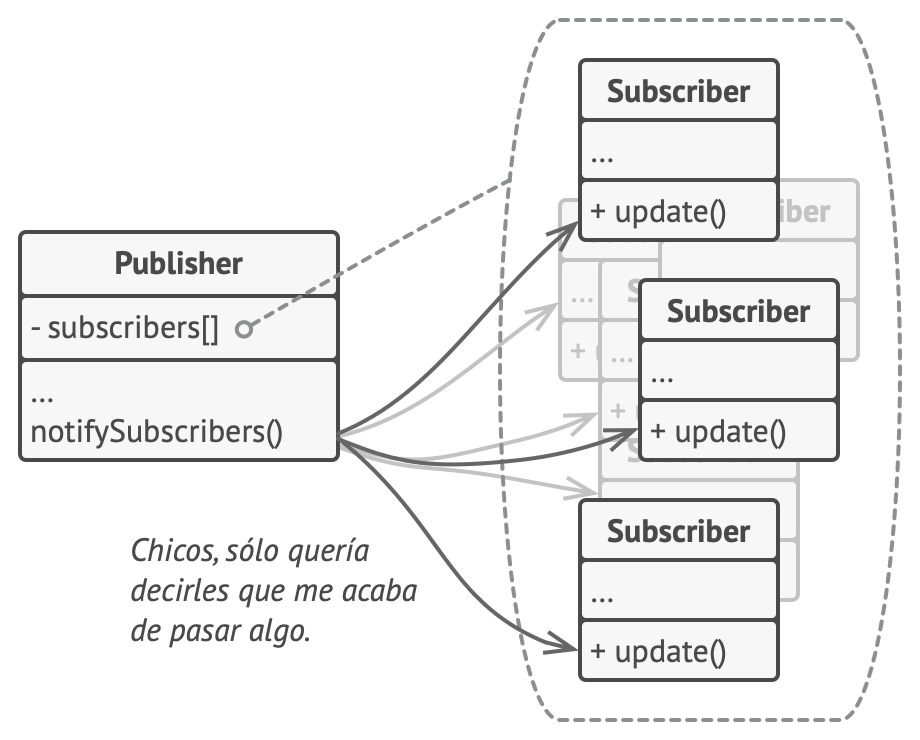 Subscriber
...
+ update()
Publisher
- subscribers[]
...
notifySubscribers()
Subscriber
...
+ update()
Chicos, sólo quería
decirles que me acaba
de pasar algo.
Subscriber
...
+ update()
...
...